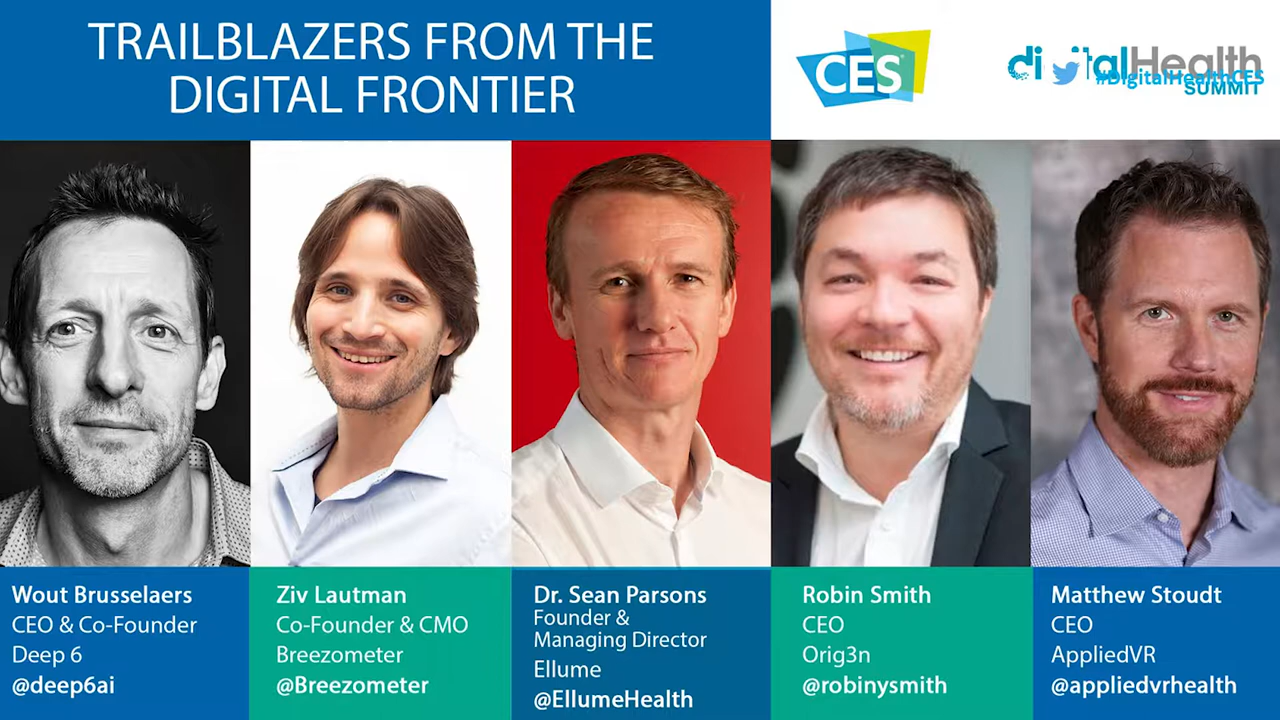 TRAILBLAZERS FROM THE
DIGITAL FRONTIER
CES
digitalHealth
#DigitalHealthCES
SUMMIT
Wout Brusselaers
CEO & Co-Founder
Deep 6
@deep6ai
Ziv Lautman
Co-Founder & CMO
Breezometer
@Breezometer
Dr. Sean Parsons
Founder &
Managing Director
Ellume
@EllumeHealth
Robin Smith
CEO
Orig3n
@robinysmith
Matthew Stoudt
CEO
AppliedVR
@appliedvrhealth